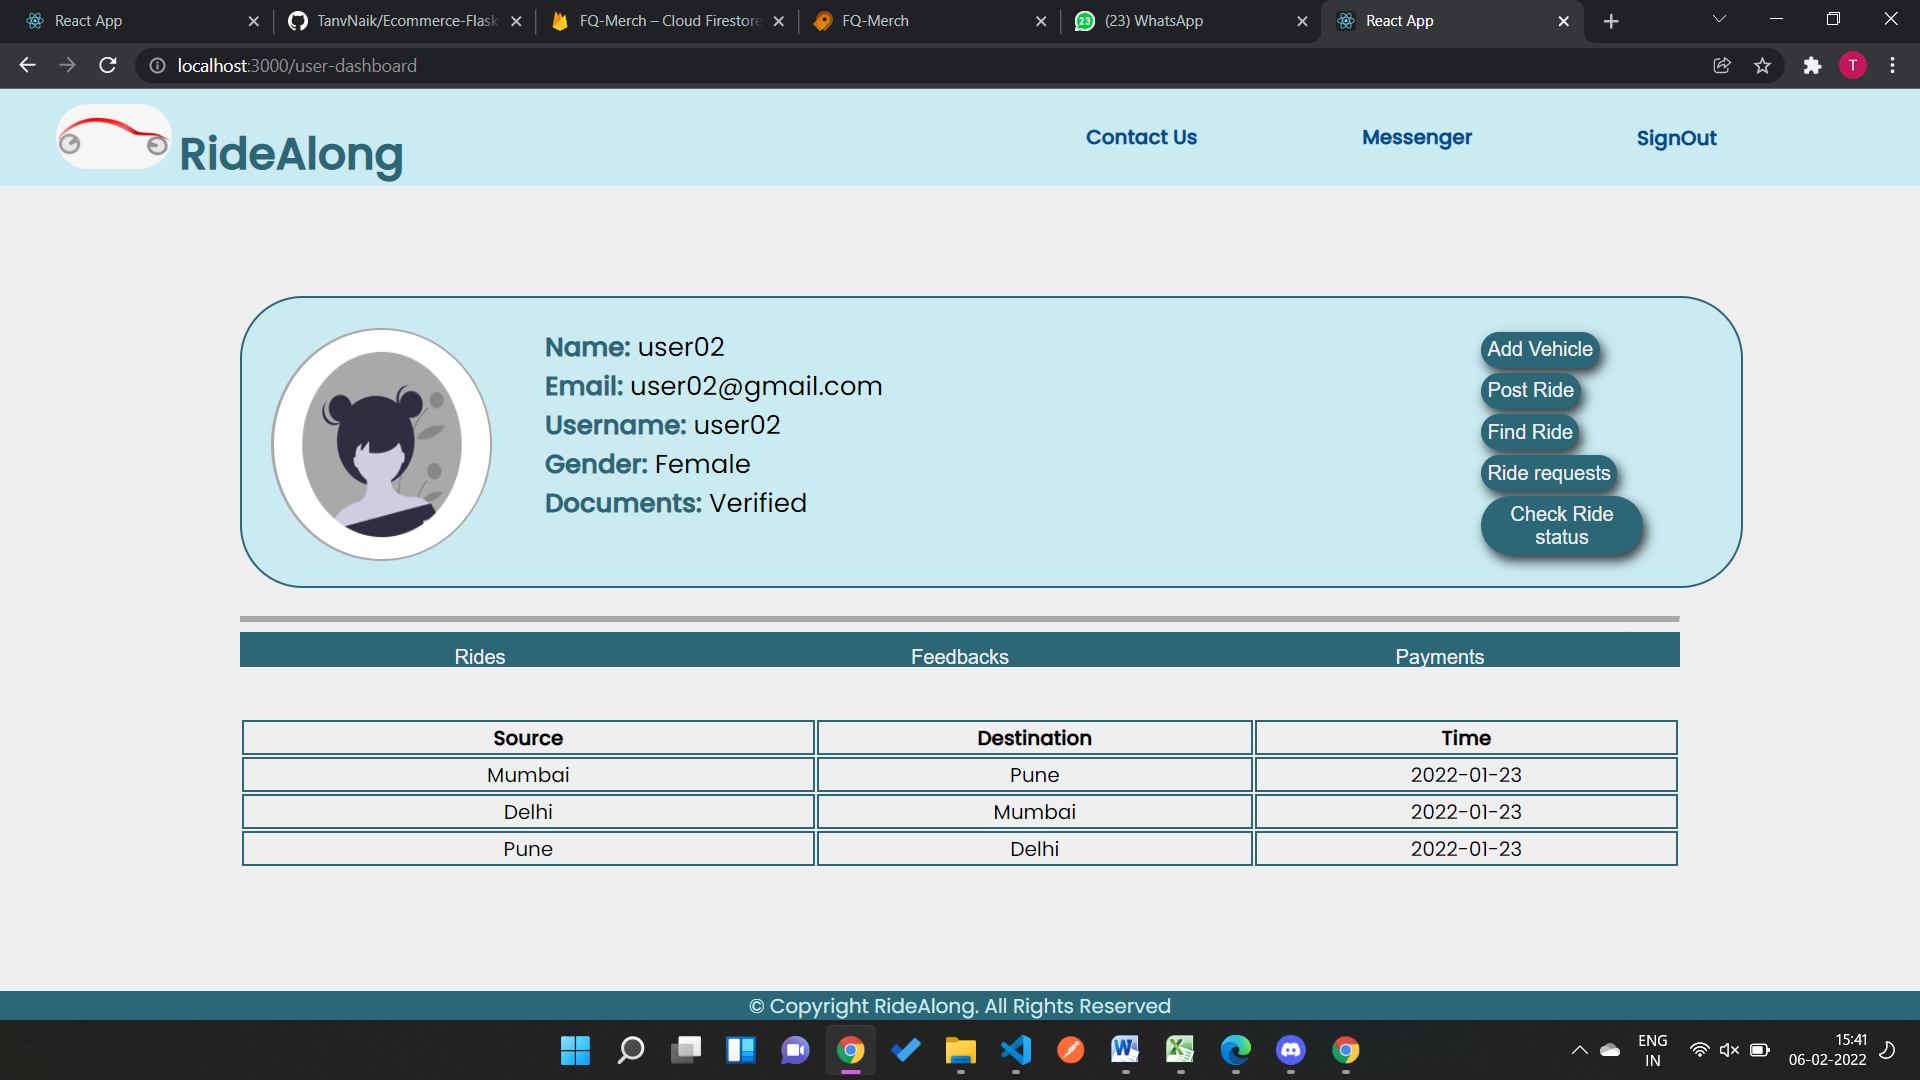 React App
TanvNaik/Ecommerce-Flask
FQ-Merch – Cloud Firestore
FQ-Merch
(23) WhatsApp
React App
localhost:3000/user-dashboard
T
RideAlong
Contact Us
Messenger
SignOut
Name: user02
Email: user02@gmail.com
Username: user02
Gender: Female
Documents: Verified
Add Vehicle
Post Ride
Find Ride
Ride requests
Check Ride
status
Rides Feedbacks Payments
Source Destination Time
Mumbai Pune 2022-01-23
Delhi Mumbai 2022-01-23
Pune Delhi 2022-01-23
© Copyright RideAlong. All Rights Reserved
ENG
IN
15:41
06-02-2022